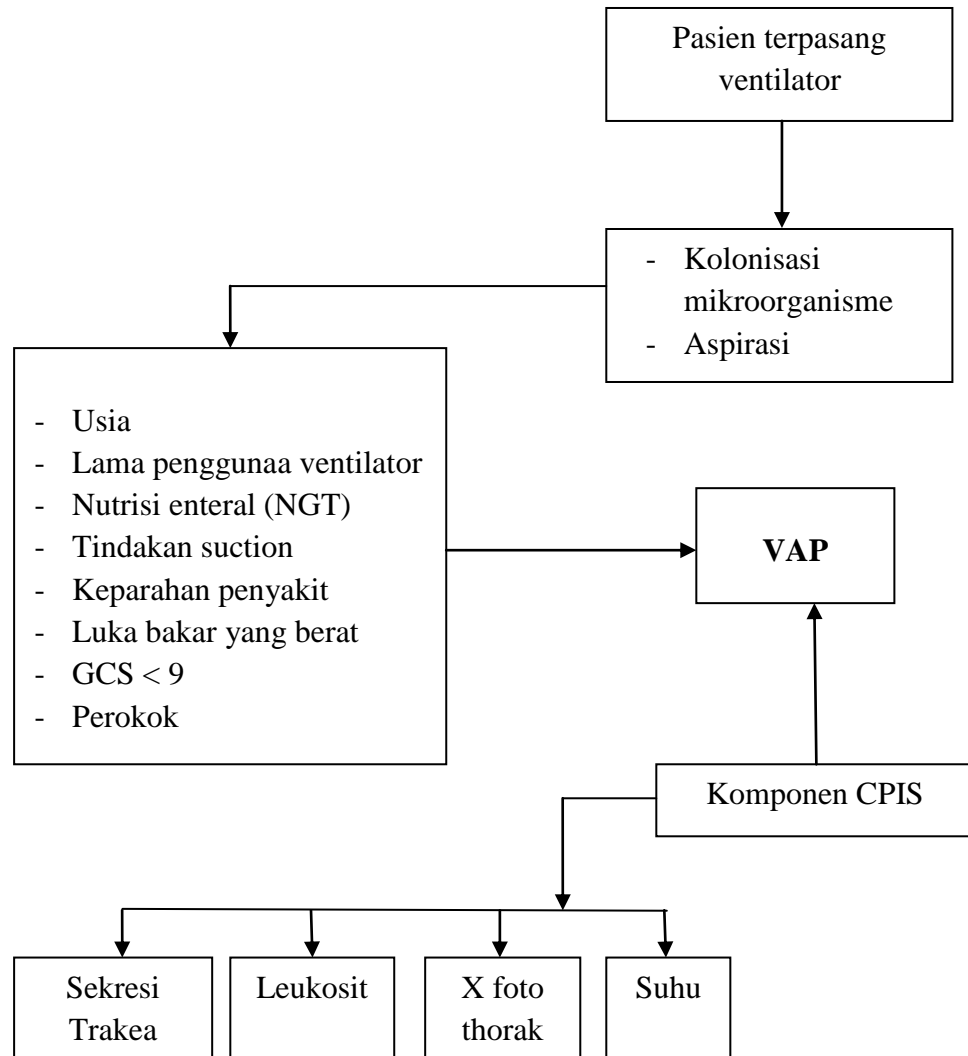 Pasien terpasang
ventilator
- Kolonisasi
mikroorganisme
- Aspirasi
- Usia
- Lama penggunaa ventilator
- Nutrisi enteral (NGT)
- Tindakan suction
- Keparahan penyakit
- Luka bakar yang berat
- GCS < 9
- Perokok
VAP
Komponen CPIS
Sekresi
Trakea
Leukosit
X foto
thorak
Suhu